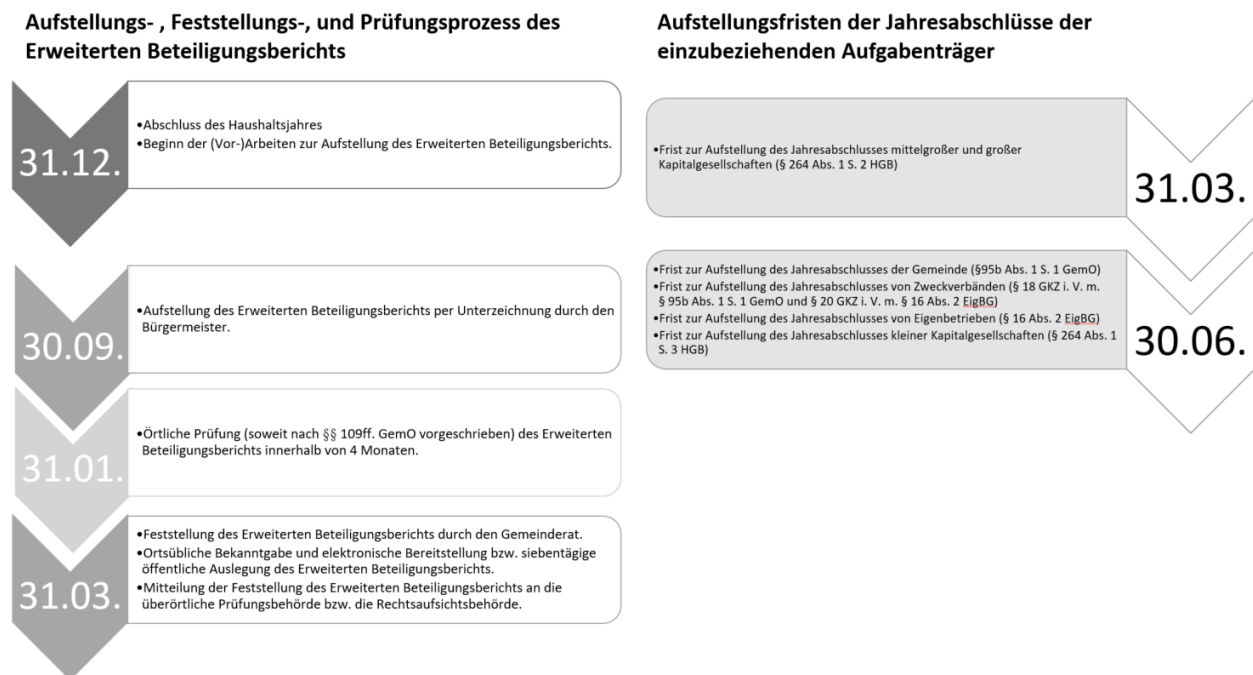 Aufstellungs- , Feststellungs-, und Prüfungsprozess des
Erweiterten Beteiligungsberichts
31.12.
•Abschluss des Haushaltsjahres
•Beginn der (Vor-)Arbeiten zur Aufstellung des Erweiterten Beteiligungsberichts.
30.09.
•Aufstellung des Erweiterten Beteiligungsberichts per Unterzeichnung durch den
Bürgermeister.
31.01.
•Örtliche Prüfung (soweit nach §§ 109ff. GemO vorgeschrieben) des Erweiterten
Beteiligungsberichts innerhalb von 4 Monaten.
31.03.
•Feststellung des Erweiterten Beteiligungsberichts durch den Gemeinderat.
•Ortsübliche Bekanntgabe und elektronische Bereitstellung bzw. siebentägige
öffentliche Auslegung des Erweiterten Beteiligungsberichts.
•Mitteilung der Feststellung des Erweiterten Beteiligungsberichts an die
überörtliche Prüfungsbehörde bzw. die Rechtsaufsichtsbehörde.
Aufstellungsfristen der Jahresabschlüsse der
einzubeziehenden Aufgabenträger
•Frist zur Aufstellung des Jahresabschlusses mittelgroßer und großer
Kapitalgesellschaften (§ 264 Abs. 1 S. 2 HGB)
31.03.
•Frist zur Aufstellung des Jahresabschlusses der Gemeinde (§95b Abs. 1 S. 1 GemO)
•Frist zur Aufstellung des Jahresabschlusses von Zweckverbänden (§ 18 GKZ i. V. m.
§ 95b Abs. 1 S. 1 GemO und § 20 GKZ i. V. m. § 16 Abs. 2 EigBG)
•Frist zur Aufstellung des Jahresabschlusses von Eigenbetrieben (§ 16 Abs. 2 EigBG)
•Frist zur Aufstellung des Jahresabschlusses kleiner Kapitalgesellschaften (§ 264 Abs. 1
S. 3 HGB)
30.06.